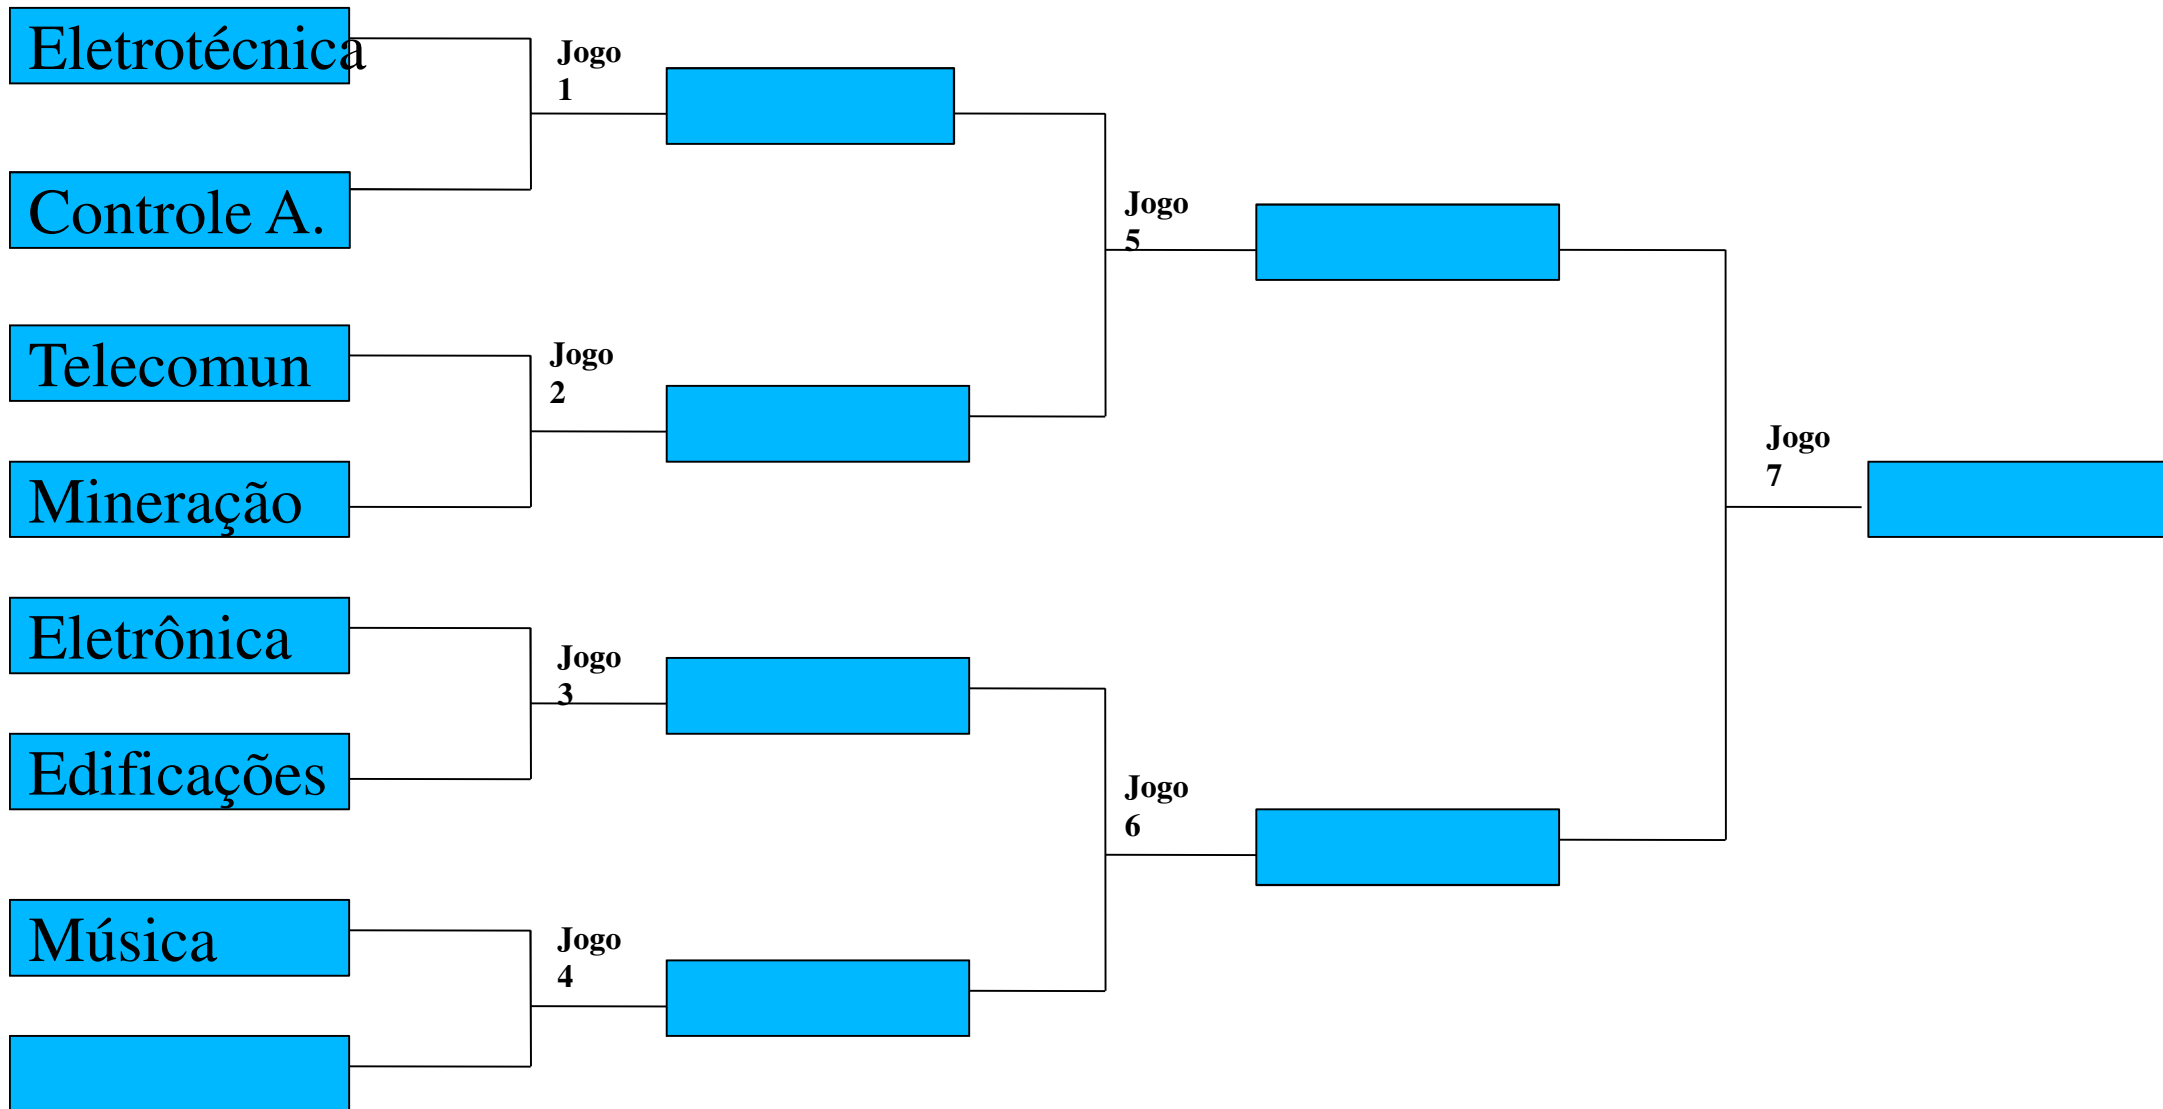 Eletrotécnica
Jogo
1
Controle A.
Jogo
5
Telecomun
Jogo
2
Mineração
Jogo
7
Eletrônica
Jogo
3
Edificações
Jogo
6
Música
Jogo
4